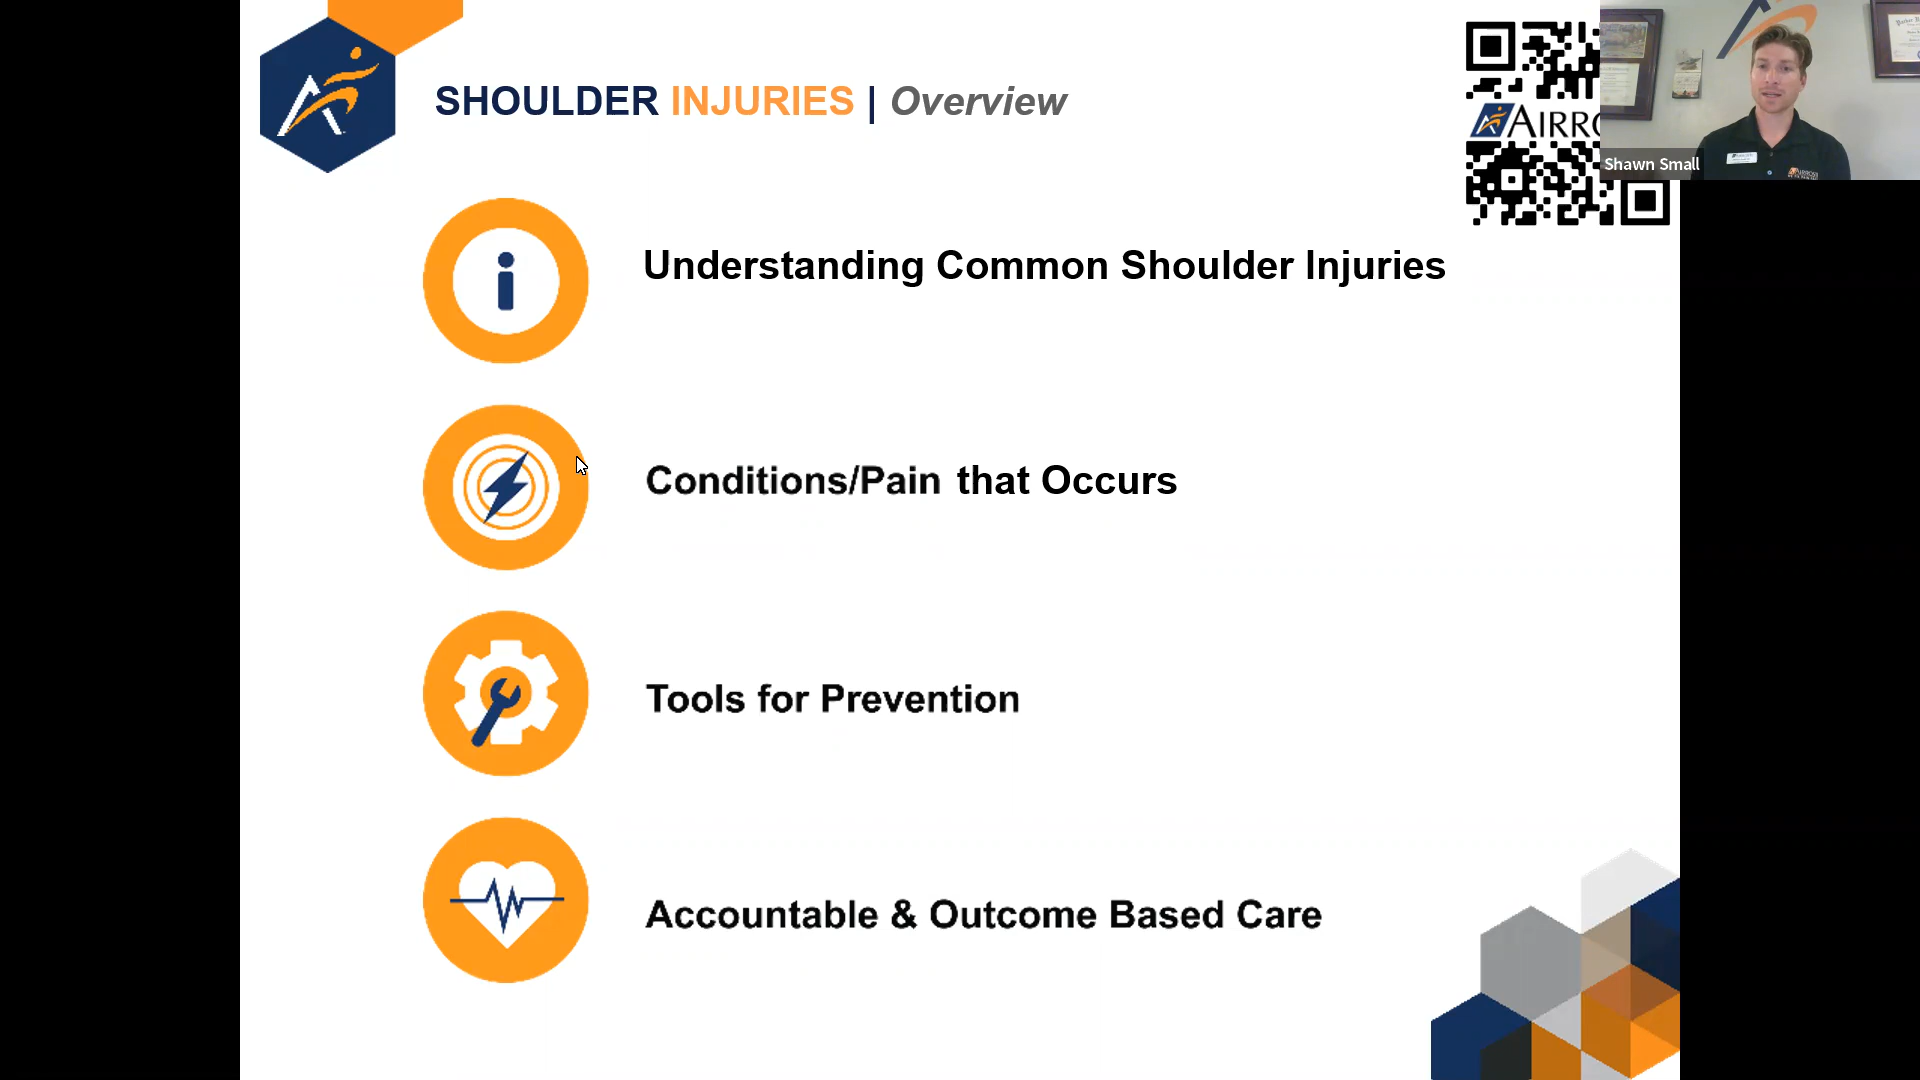 SHOULDER INJURIES | Overview
AIRRO
Shawn Small
Understanding Common Shoulder Injuries
Conditions/Pain that Occurs
Tools for Prevention
Accountable & Outcome Based Care